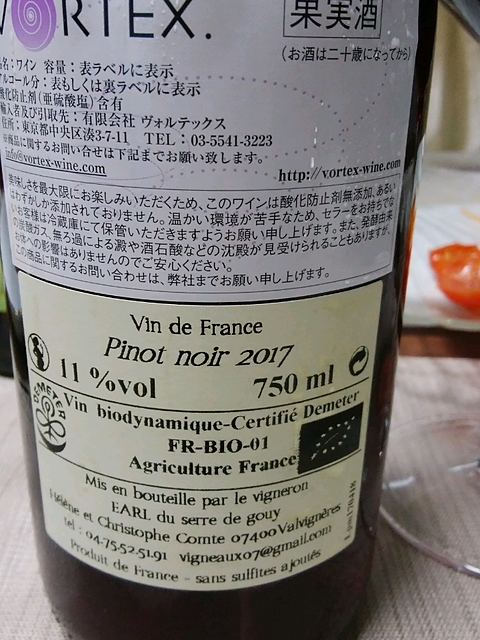 VORTEX.
果実酒
(お酒は二十歳になってから)
品名：ワイン 容量：表ラベルに表示
アルコール分：表もしくは裏ラベルに表示
酸化防止剤(亜硫酸塩)含有
輸入者及び引取先：有限会社 ヴォルテックス
住所：東京都中央区湊3-7-11 TEL：03-5541-3223
※商品に関するお問い合せは下記までお願い致します。
info@vortex-wine.com http://vortex-wine.com
美味しさを最大限にお楽しみいただくため、このワインは酸化防止剤無添加、あるい
はわずかしか添加されておりません。温かい環境が苦手なため、セラーをお持ちでな
いお客様は冷蔵庫にて保管いただきますようお願い申し上げます。また、発酵由来
の炭酸ガス、無ろ過による澱や酒石酸などの沈殿が見受けられることもありますが、
お体への影響はありませんのでご安心ください。
この商品に関するお問い合わせは、弊社までお願い申し上げます。
Vin de France
Pinot noir 2017
11 %vol 750 ml
DEMETER
Vin biodynamique-Certifié Demeter
FR-BIO-01
Agriculture France
Mis en bouteille par le vigneron
EARL du serre de gouy
Hélène et Christophe Comte 07400 Valvignères
tel : 04.75.52.51.91 vigneaux07@gmail.com
Produit de France - sans sulfites ajoutés